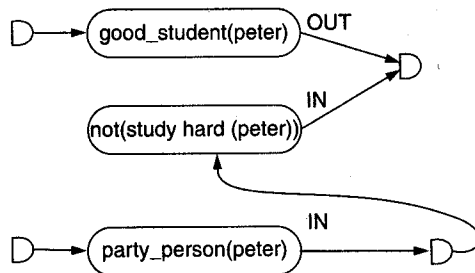 good_student(peter)
OUT
IN
not(study hard (peter))
IN
party_person(peter)